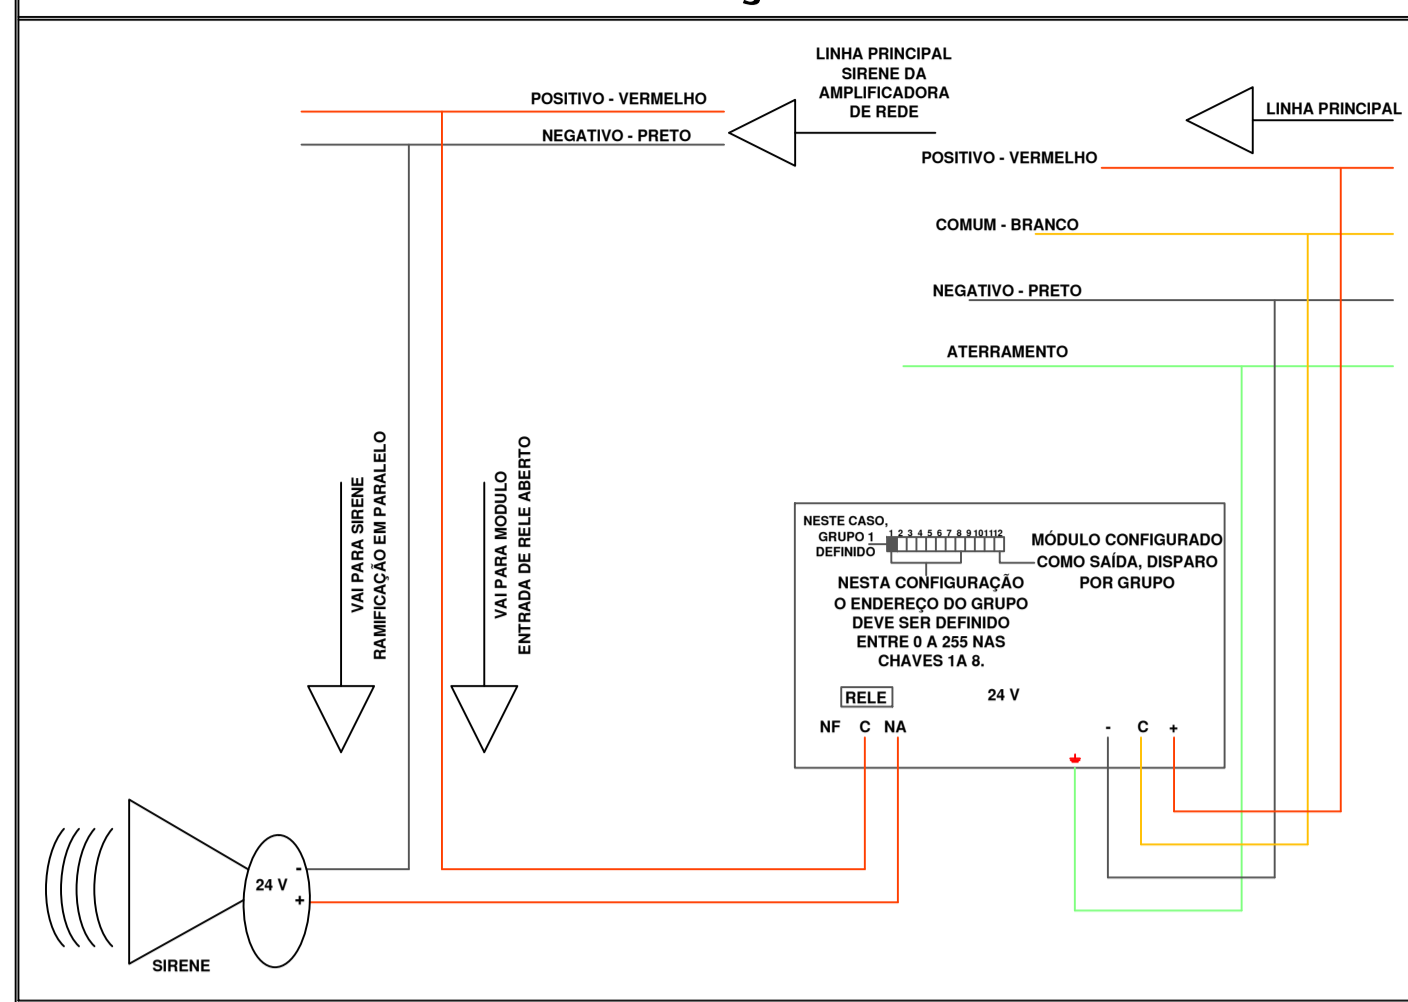 LINHA PRINCIPAL
SIRENE DA
AMPLIFICADORA
DE REDE
POSITIVO - VERMELHO
NEGATIVO - PRETO
LINHA PRINCIPAL
POSITIVO - VERMELHO
COMUM - BRANCO
NEGATIVO - PRETO
ATERRAMENTO
VAI PARA SIRENE
RAMIFICAÇÃO EM PARALELO
VAI PARA MODULO
ENTRADA DE RELE ABERTO
NESTE CASO,
GRUPO 1
DEFINIDO
1 2 3 4 5 6 7 8 9 10 11 12
MÓDULO CONFIGURADO
COMO SAÍDA, DISPARO
POR GRUPO
NESTA CONFIGURAÇÃO
O ENDEREÇO DO GRUPO
DEVE SER DEFINIDO
ENTRE 0 A 255 NAS
CHAVES 1A 8.
RELE
24 V
NF C NA
- C +
24 V
-
+
SIRENE